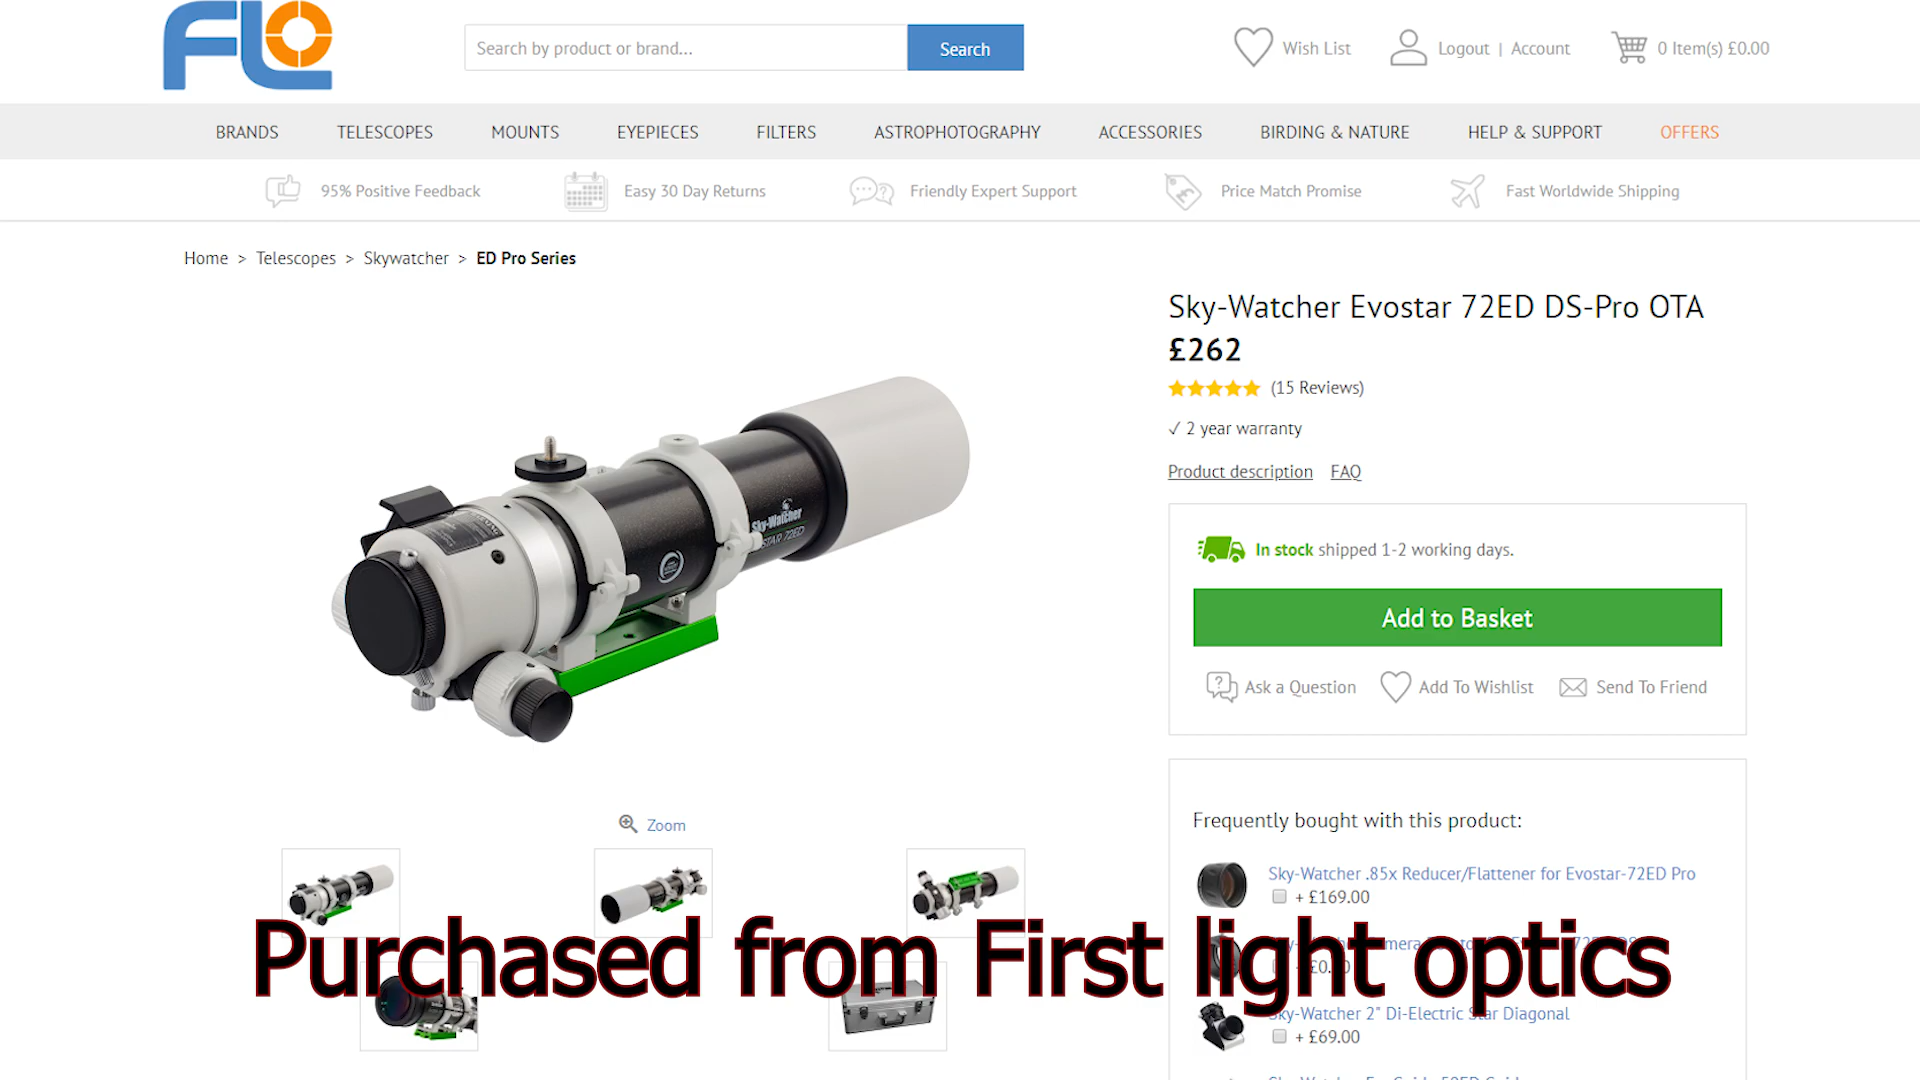 FLO
Search by product or brand...
Search
Wish List
Logout | Account
0 Item(s) £0.00
BRANDS TELESCOPES MOUNTS EYEPIECES FILTERS ASTROPHOTOGRAPHY ACCESSORIES BIRDING & NATURE HELP & SUPPORT OFFERS
95% Positive Feedback
Easy 30 Day Returns
Friendly Expert Support
Price Match Promise
Fast Worldwide Shipping
Home > Telescopes > Skywatcher > ED Pro Series
Sky-Watcher Evostar 72ED DS-Pro OTA
£262
(15 Reviews)
✓ 2 year warranty
Product description FAQ
Sky-Watcher
STAR 72ED
In stock shipped 1-2 working days.
Add to Basket
Ask a Question
Add To Wishlist
Send To Friend
Zoom
Frequently bought with this product:
Sky-Watcher .85x Reducer/Flattener for Evostar-72ED Pro
+ £169.00
Purchased from First light optics
Sky-Watcher 2" Di-Electric Star Diagonal
+ £69.00